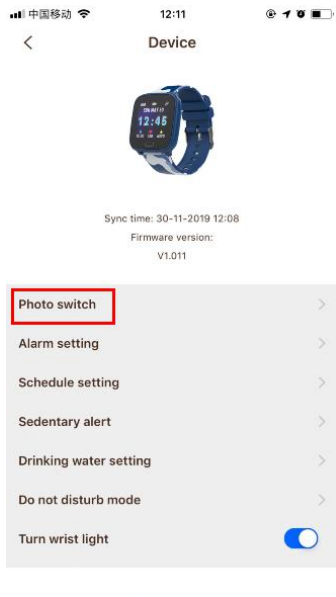 中国移动 12:11
Device
12:45
Sync time: 30-11-2019 12:08
Firmware version:
V1.011
Photo switch
Alarm setting
Schedule setting
Sedentary alert
Drinking water setting
Do not disturb mode
Turn wrist light